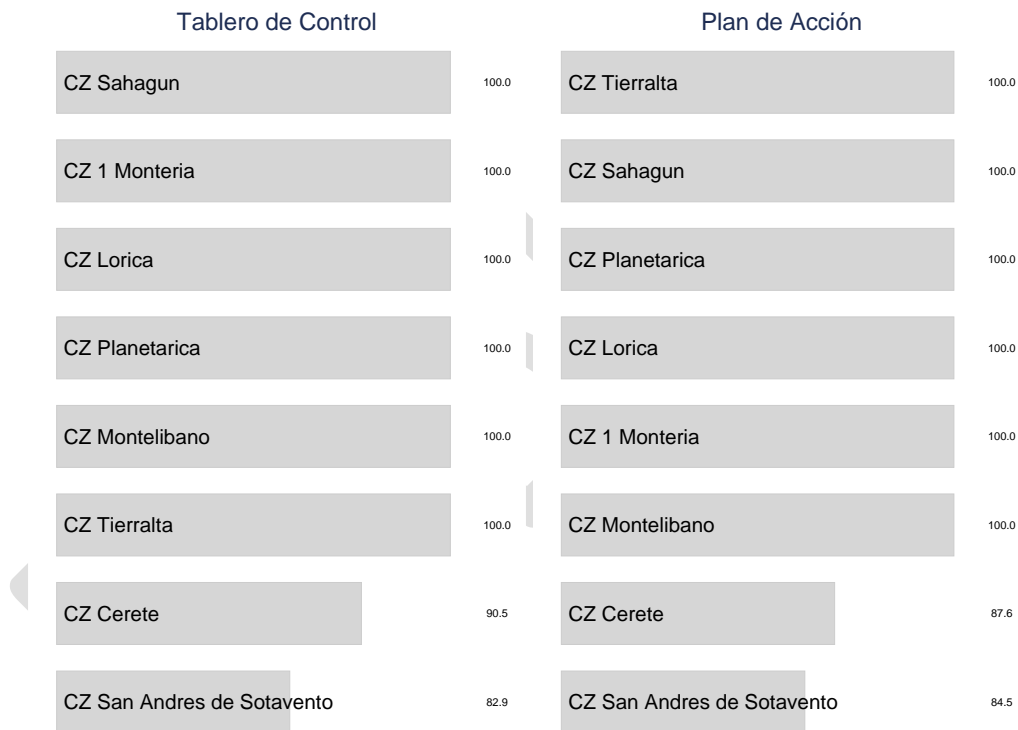 Tablero de Control
CZ Sahagun 100.0
CZ 1 Monteria 100.0
CZ Lorica 100.0
CZ Planetarica 100.0
CZ Montelibano 100.0
CZ Tierralta 100.0
CZ Cerete 90.5
CZ San Andres de Sotavento 82.9
Plan de Acción
CZ Tierralta 100.0
CZ Sahagun 100.0
CZ Planetarica 100.0
CZ Lorica 100.0
CZ 1 Monteria 100.0
CZ Montelibano 100.0
CZ Cerete 87.6
CZ San Andres de Sotavento 84.5